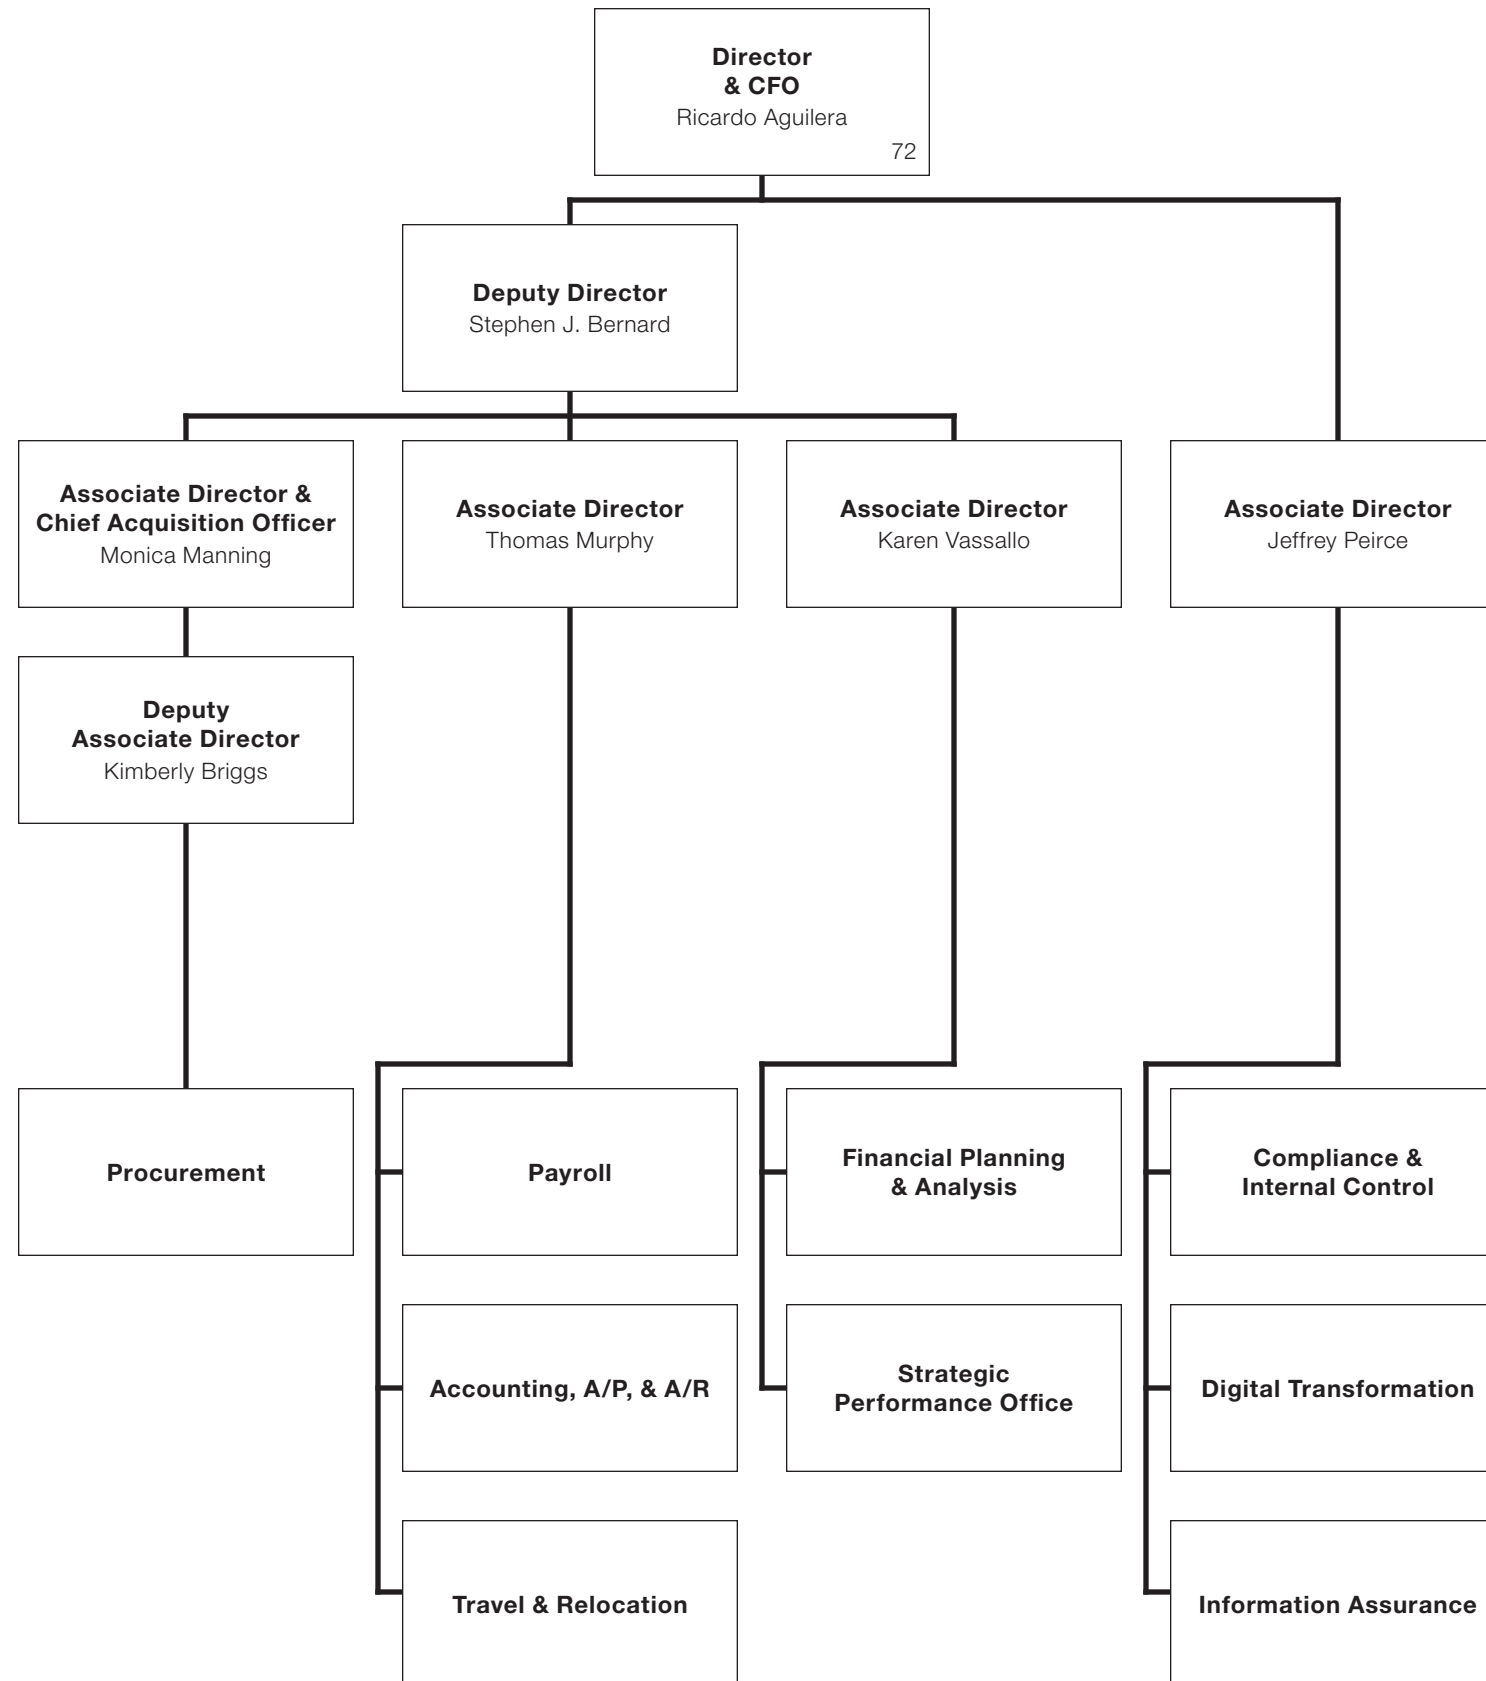 Director
& CFO
Ricardo Aguilera
72
Deputy Director
Stephen J. Bernard
Associate Director &
Chief Acquisition Officer
Monica Manning
Associate Director
Thomas Murphy
Associate Director
Karen Vassallo
Associate Director
Jeffrey Peirce
Deputy
Associate Director
Kimberly Briggs
Procurement
Payroll
Financial Planning
& Analysis
Compliance &
Internal Control
Accounting, A/P, & A/R
Strategic
Performance Office
Digital Transformation
Travel & Relocation
Information Assurance